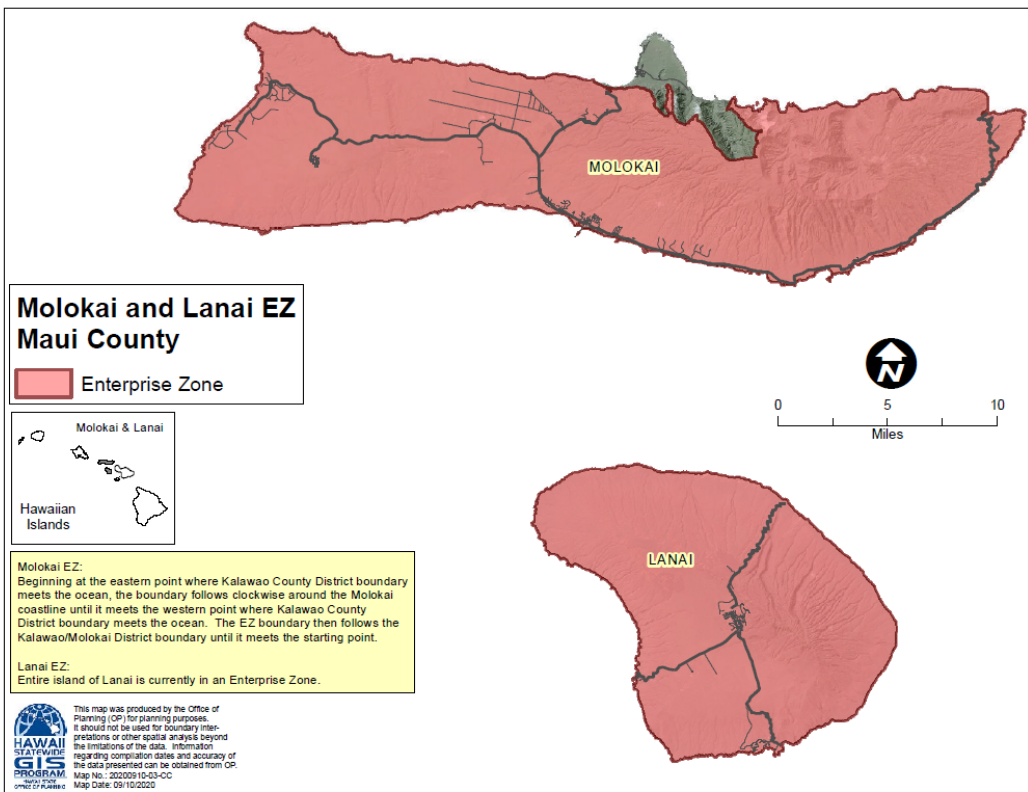 MOLOKAI
Molokai and Lanai EZ
Maui County
Enterprise Zone
N
0 5 10
Miles
Molokai & Lanai
Hawaiian
Islands
LANAI
Molokai EZ:
Beginning at the eastern point where Kalawao County District boundary
meets the ocean, the boundary follows clockwise around the Molokai
coastline until it meets the western point where Kalawao County
District boundary meets the ocean. The EZ boundary then follows the
Kalawao/Molokai District boundary until it meets the starting point.
Lanai EZ:
Entire island of Lanai is currently in an Enterprise Zone.
HAWAII
STATEWIDE
GIS
PROGRAM
HAWAII STATE
OFFICE OF PLANNING
This map was produced by the Office of
Planning (OP) for planning purposes.
It should not be used for boundary inter-
pretations or other spatial analysis beyond
the limitations of the data. Information
regarding compilation dates and accuracy of
the data presented can be obtained from OP.
Map No.: 20200910-03-CC
Map Date: 09/10/2020